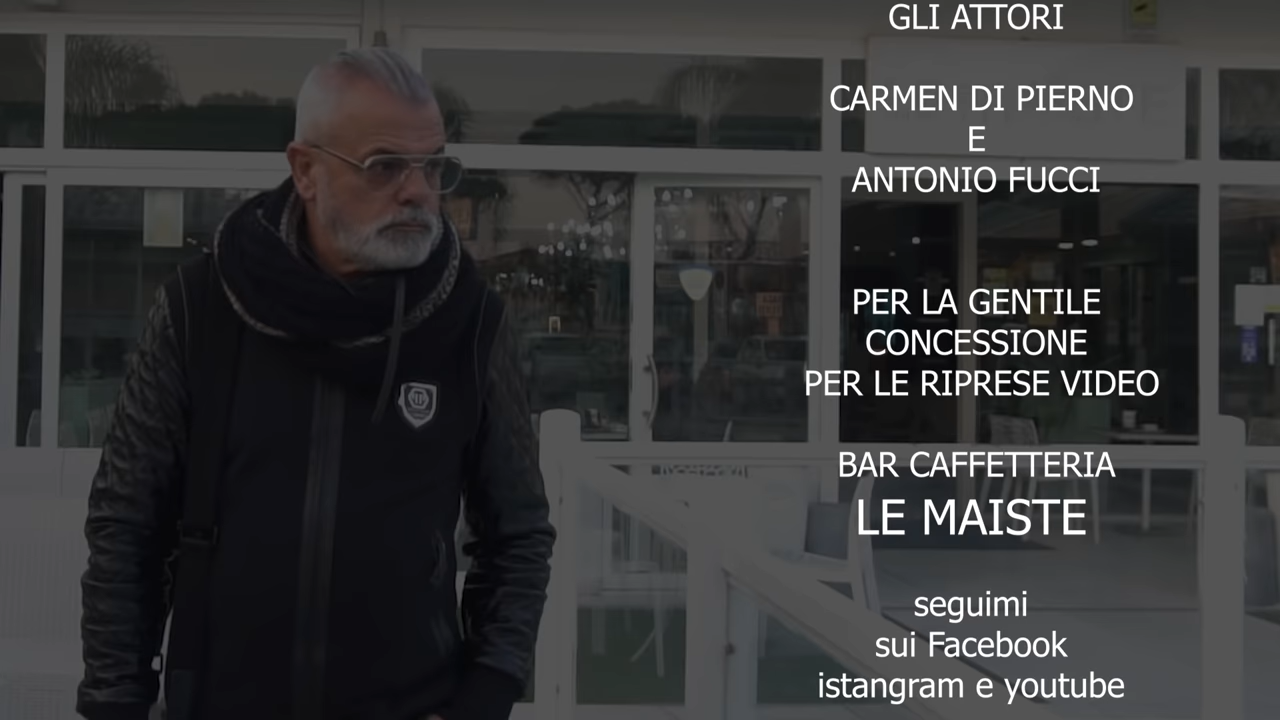 GLI ATTORI
CARMEN DI PIERNO
E
ANTONIO FUCCI
PER LA GENTILE
CONCESSIONE
PER LE RIPRESE VIDEO
BAR CAFFETTERIA
LE MAISTE
seguimi
sui Facebook
istangram e youtube